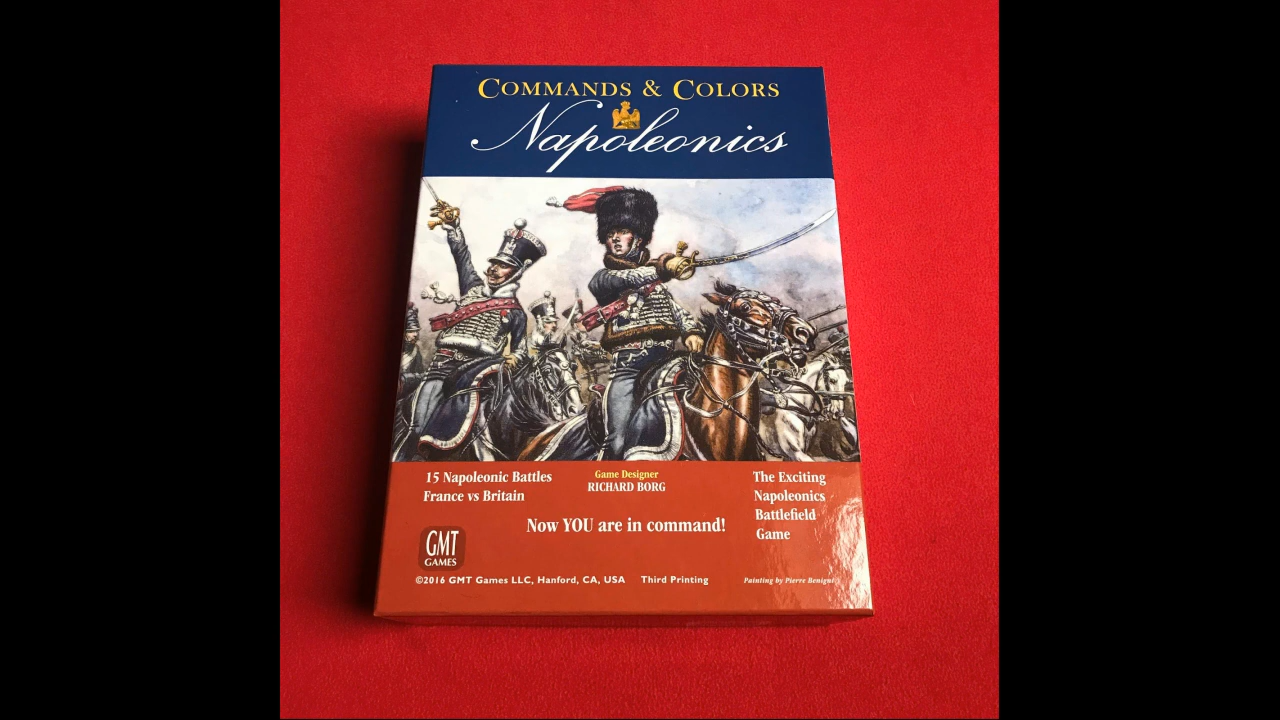 COMMANDS & COLORS
Napoleonics
15 Napoleonic Battles
France vs Britain
Game Designer
RICHARD BORG
The Exciting
Napoleonics
Battlefield
Game
Now YOU are in command!
GMT
GAMES
©2016 GMT Games LLC, Hanford, CA, USA Third Printing
Painting by Pierre